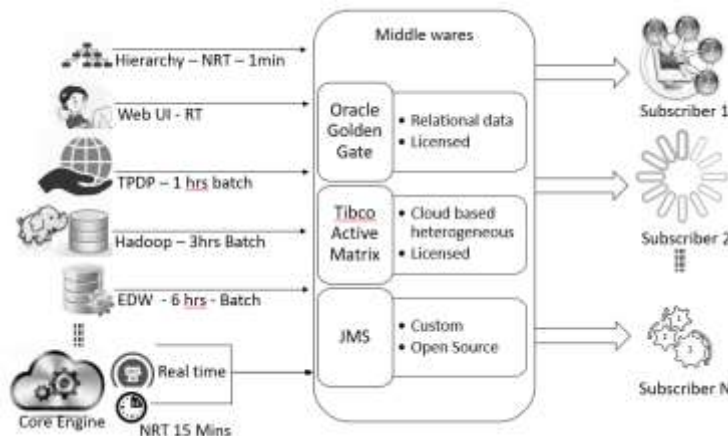 Middle wares
Hierarchy – NRT – 1min
Web UI - RT
TPDP – 1 hrs batch
Hadoop – 3hrs Batch
EDW - 6 hrs - Batch
Core Engine
Real time
NRT 15 Mins
Oracle
Golden
Gate
• Relational data
• Licensed
Tibco
Active
Matrix
• Cloud based
heterogeneous
• Licensed
JMS
• Custom
• Open Source
Subscriber 1
Subscriber 2
Subscriber N